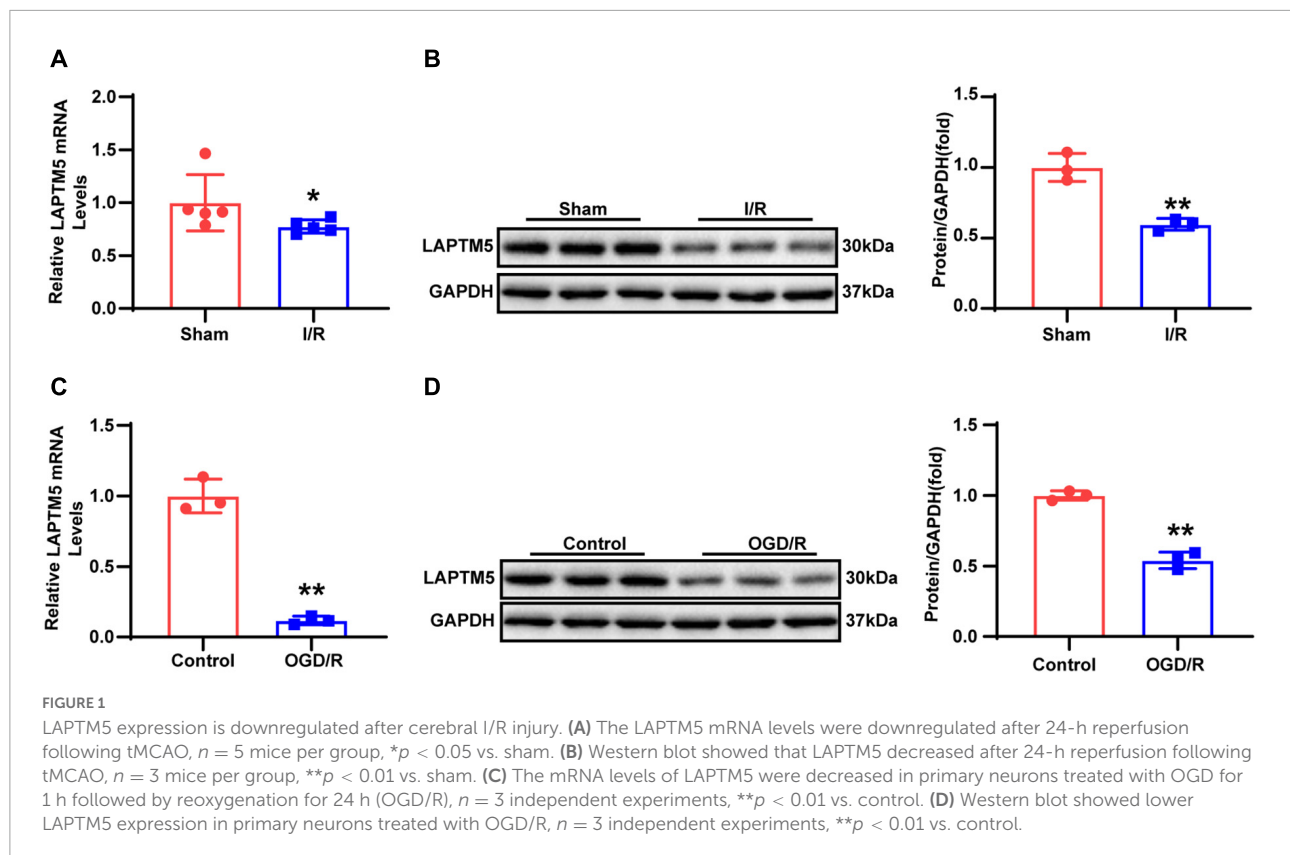 A
Relative LAPTM5 mRNA
Levels
2.0
1.5
1.0
0.5
0.0
*
Sham
I/R
B
Sham
I/R
LAPTM5
30kDa
GAPDH
37kDa
Protein/GAPDH(fold)
1.5
1.0
0.5
0.0
**
Sham
I/R
C
Relative LAPTM5 mRNA
Levels
1.5
1.0
0.5
0.0
**
Control
OGD/R
D
Control
OGD/R
LAPTM5
30kDa
GAPDH
37kDa
Protein/GAPDH(fold)
1.5
1.0
0.5
0.0
**
Control
OGD/R
FIGURE 1
LAPTM5 expression is downregulated after cerebral I/R injury. (A) The LAPTM5 mRNA levels were downregulated after 24-h reperfusion
following tMCAO, n = 5 mice per group, *p < 0.05 vs. sham. (B) Western blot showed that LAPTM5 decreased after 24-h reperfusion following
tMCAO, n = 3 mice per group, **p < 0.01 vs. sham. (C) The mRNA levels of LAPTM5 were decreased in primary neurons treated with OGD for
1 h followed by reoxygenation for 24 h (OGD/R), n = 3 independent experiments, **p < 0.01 vs. control. (D) Western blot showed lower
LAPTM5 expression in primary neurons treated with OGD/R, n = 3 independent experiments, **p < 0.01 vs. control.